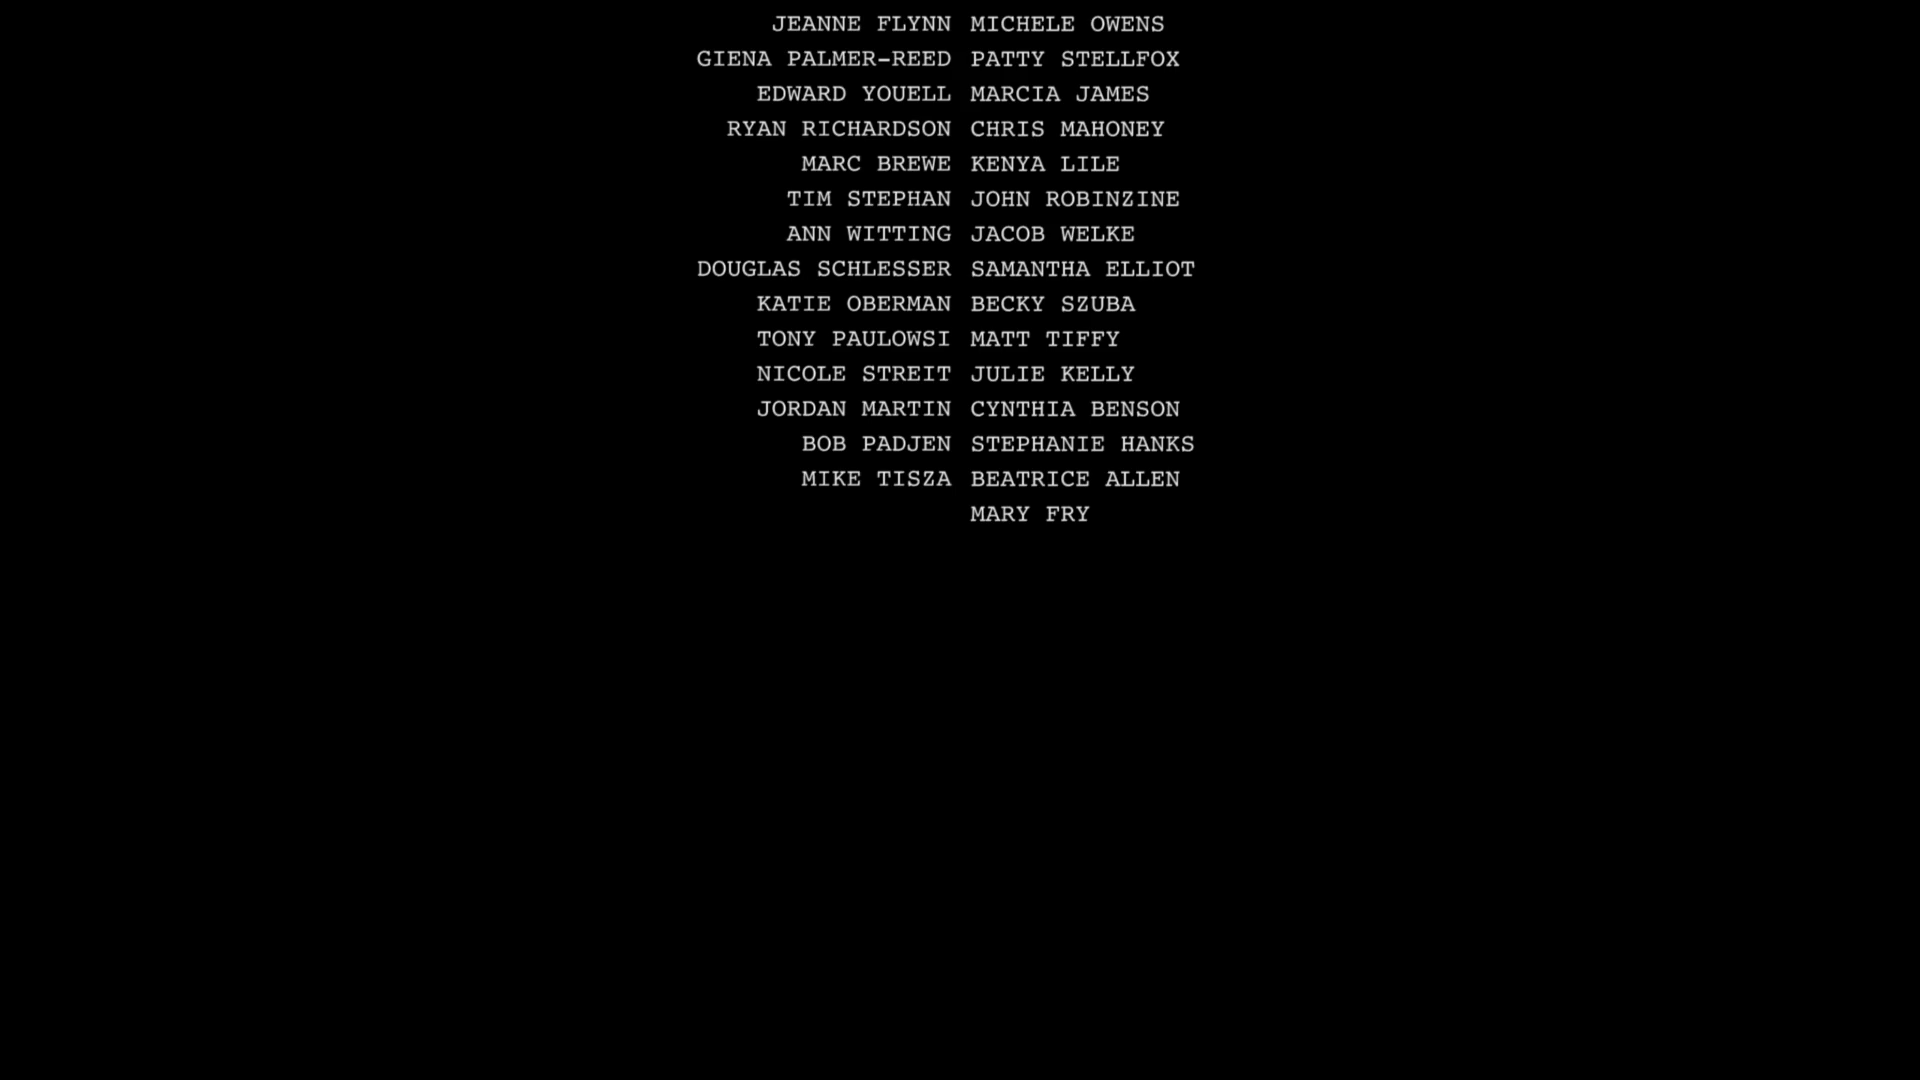 JEANNE FLYNN MICHELE OWENS
GIENA PALMER-REED PATTY STELLFOX
EDWARD YOUELL MARCIA JAMES
RYAN RICHARDSON CHRIS MAHONEY
MARC BREWE KENYA LILE
TIM STEPHAN JOHN ROBINZINE
ANN WITTING JACOB WELKE
DOUGLAS SCHLESSER SAMANTHA ELLIOT
KATIE OBERMAN BECKY SZUBA
TONY PAULOWSI MATT TIFFY
NICOLE STREIT JULIE KELLY
JORDAN MARTIN CYNTHIA BENSON
BOB PADJEN STEPHANIE HANKS
MIKE TISZA BEATRICE ALLEN
MARY FRY